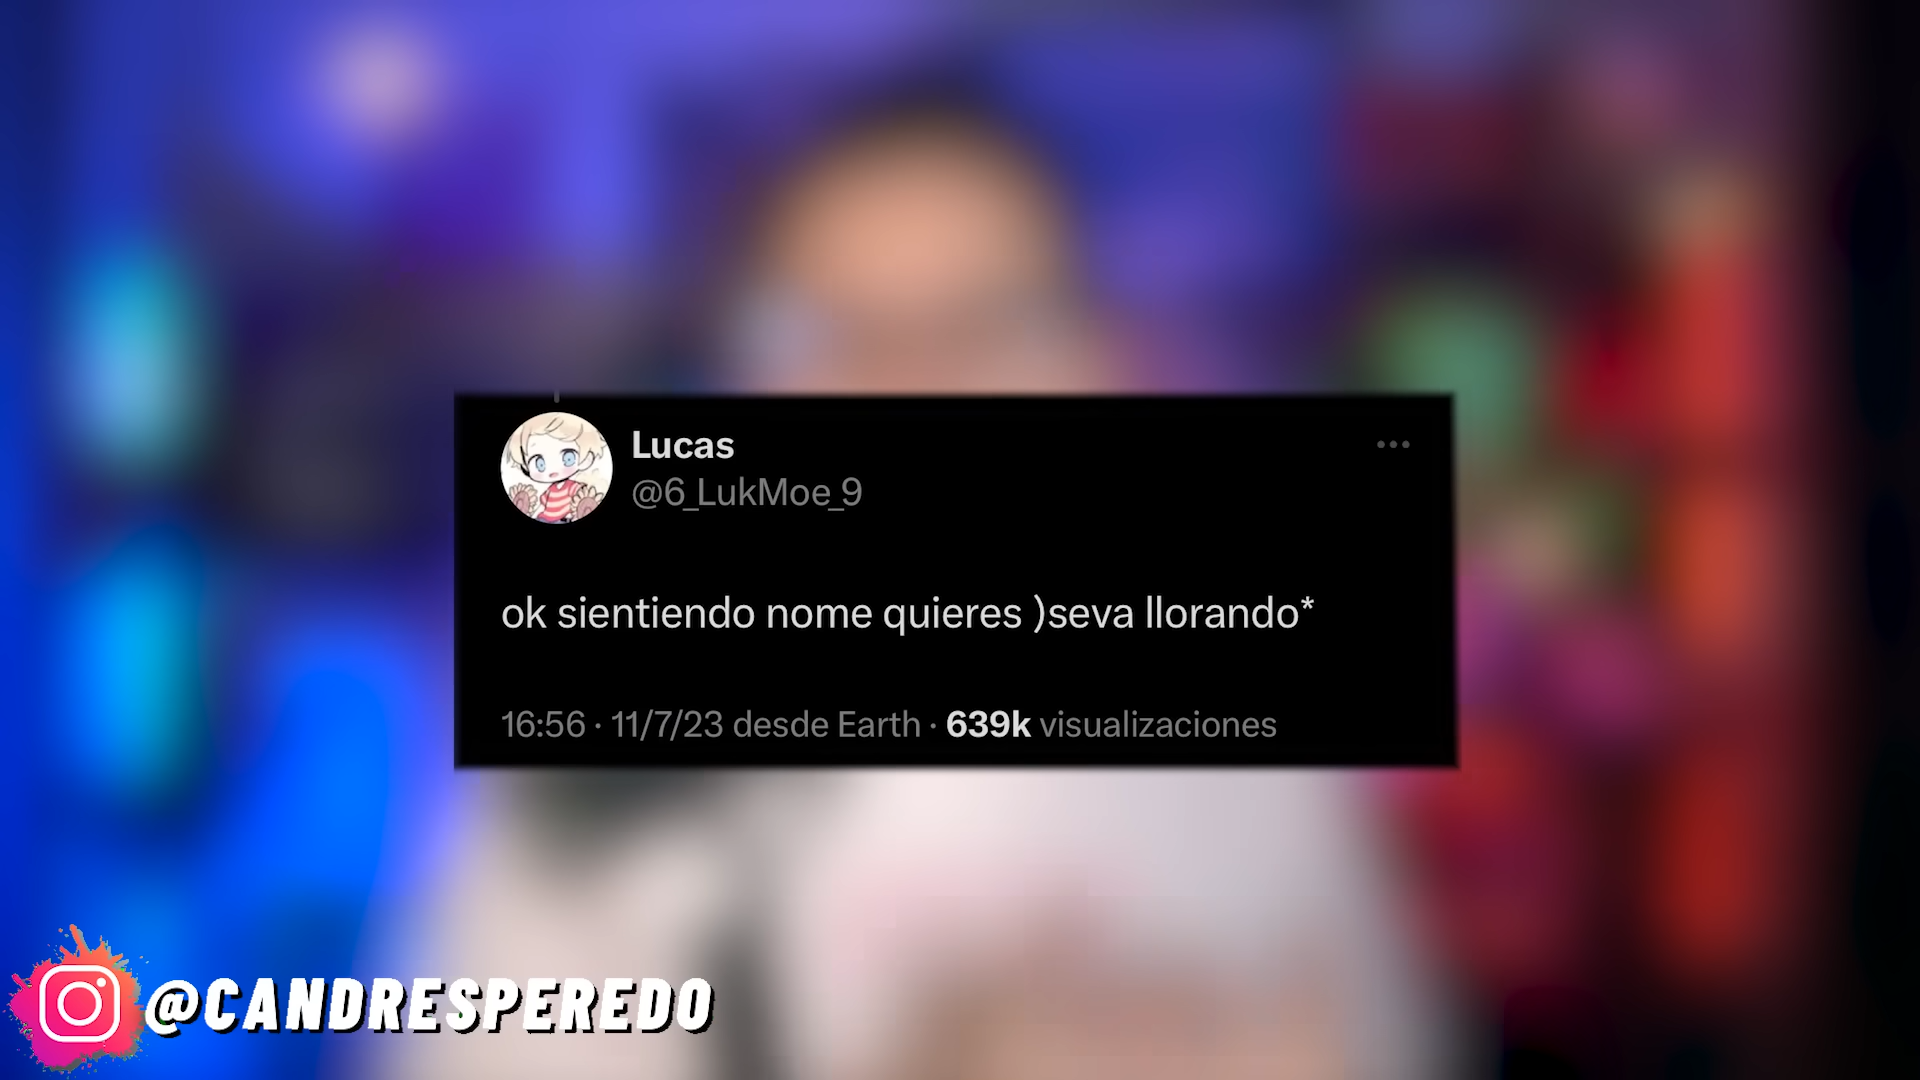 Lucas
@6_LukMoe_9
ok sientiendo nome quieres )seva llorando*
16:56 · 11/7/23 desde Earth · 639k visualizaciones
@CANDRESPEREDO